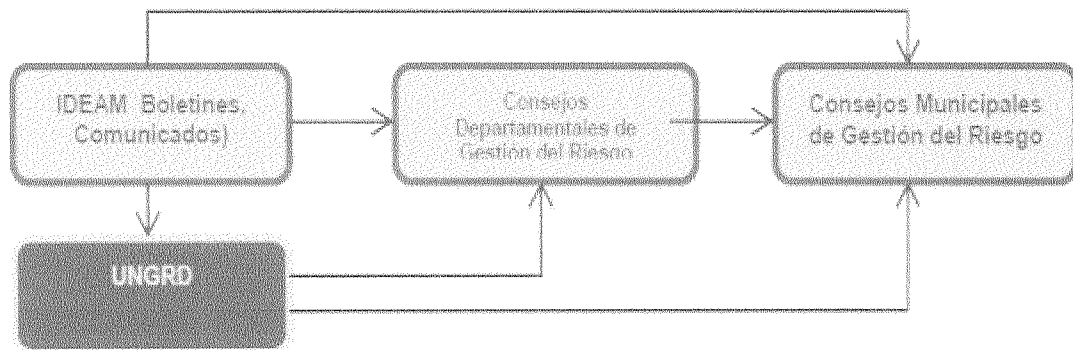 IDEAM Boletines,
Comunicados)
Consejos
Departamentales de
Gestión del Riesgo
Consejos Municipales
de Gestión del Riesgo
UNGRD